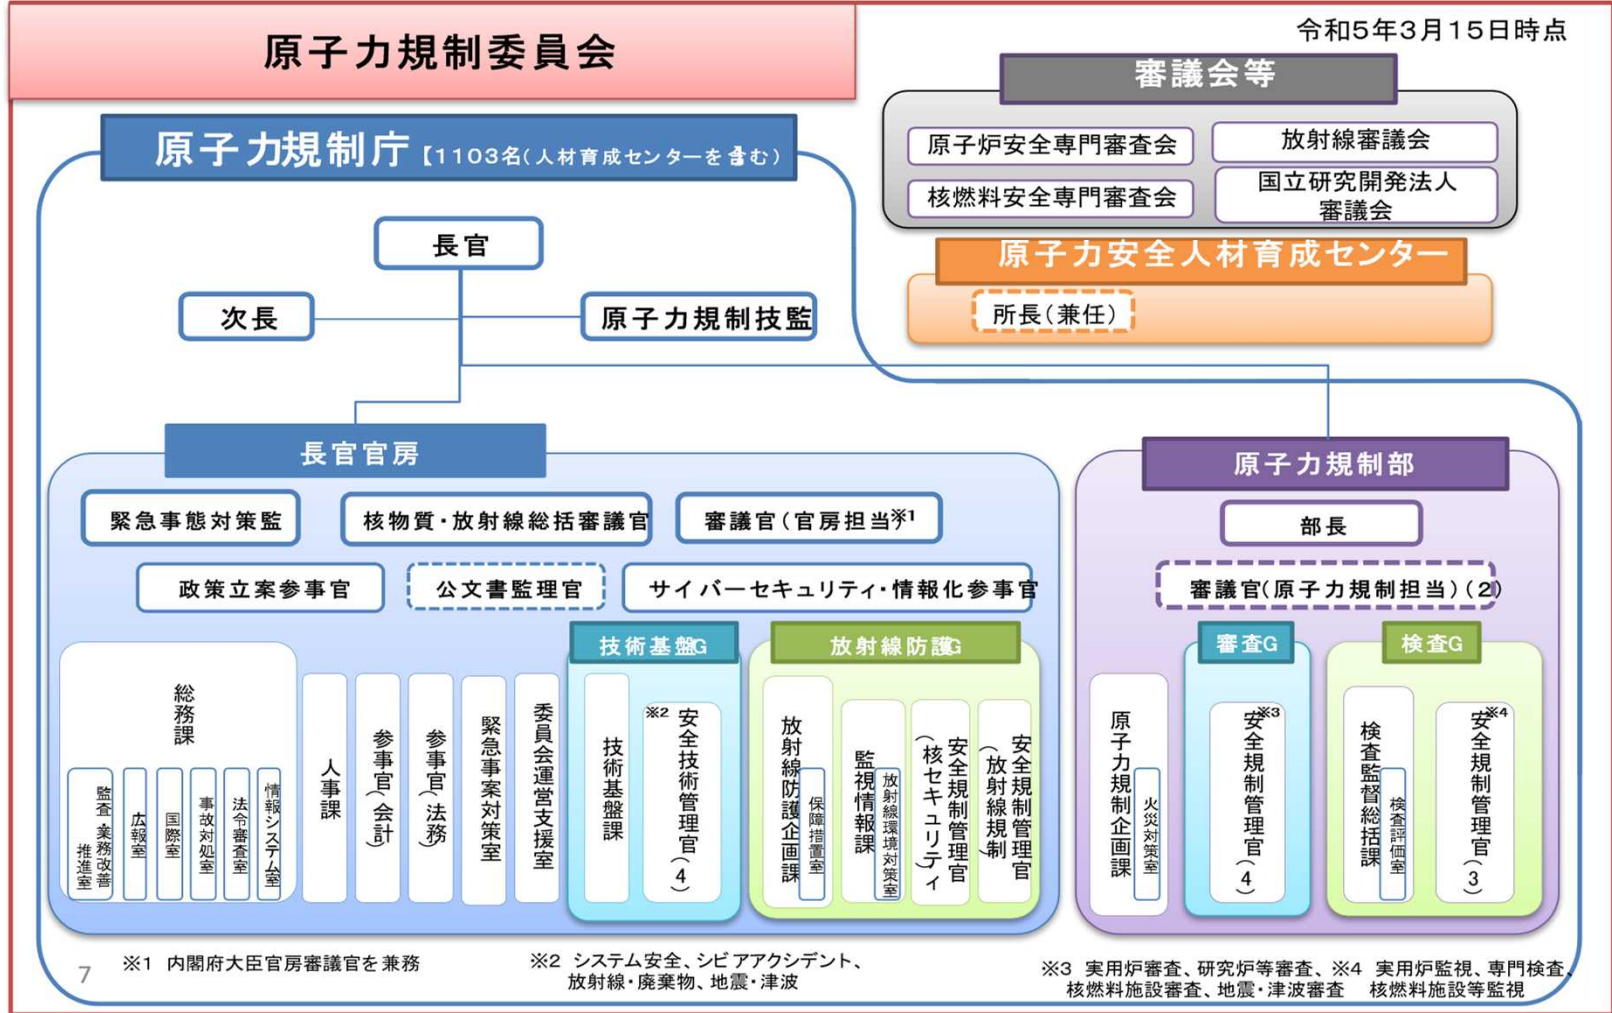 原子力規制委員会
令和5年3月15日時点
審議会等
原子炉安全専門審査会
放射線審議会
核燃料安全専門審査会
国立研究開発法人
審議会
原子力規制庁【1103名(人材育成センターを含む)
原子力安全人材育成センター
所長(兼任)
長官
次長
原子力規制技監
長官官房
緊急事態対策監
核物質・放射線総括審議官
審議官(官房担当※1
政策立案参事官
公文書監理官
サイバーセキュリティ・情報化参事官
総務課
監査・業務改善
推進室
広報室
国際室
事故対処室
法令審査室
情報システム室
人事課
参事官(会計)
参事官(法務)
緊急事案対策室
委員会運営支援室
技術基盤G
技術基盤課
※2
安全技術管理官(4)
放射線防護G
放射線防護企画課
保障措置室
監視情報課
放射線環境対策室
安全規制管理官
(核セキュリティ)
安全規制管理官
(放射線規制)
原子力規制部
部長
審議官(原子力規制担当)(2)
原子力規制企画課
火災対策室
審査G
安全規制管理官(4)
※3
検査G
検査監督総括課
検査評価室
安全規制管理官(3)
※4
7
※1 内閣府大臣官房審議官を兼務
※2 システム安全、シビアアクシデント、
放射線・廃棄物、地震・津波
※3 実用炉審査、研究炉等審査、
核燃料施設審査、地震・津波審査
※4 実用炉監視、専門検査、
核燃料施設等監視